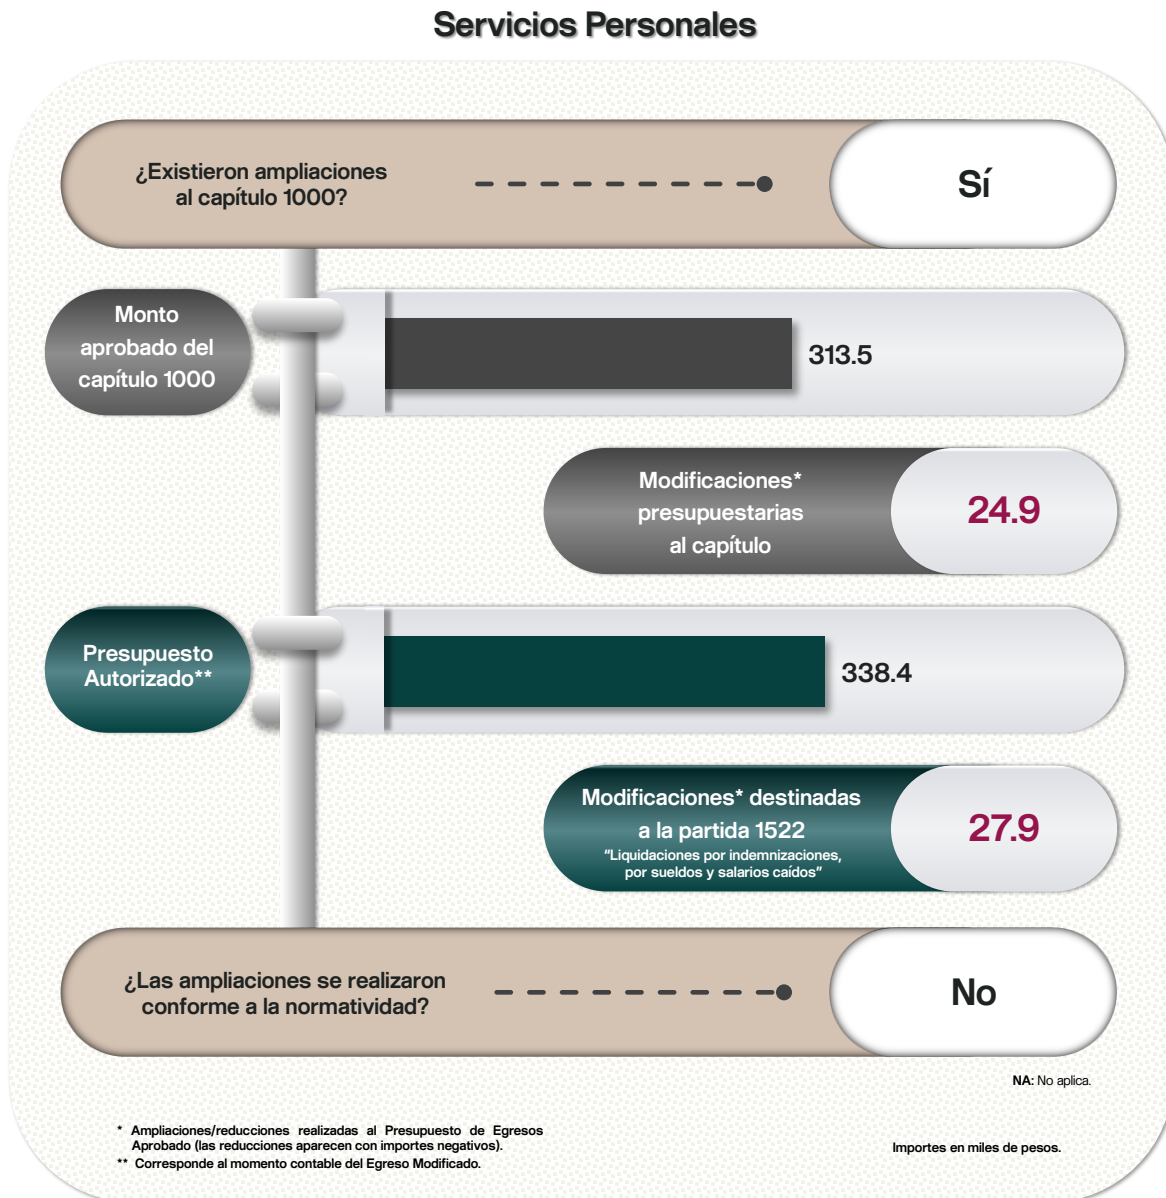 Servicios Personales
¿Existieron ampliaciones
al capítulo 1000?
Sí
Monto
aprobado del
capítulo 1000
313.5
Modificaciones*
presupuestarias
al capítulo
24.9
Presupuesto
Autorizado**
338.4
Modificaciones* destinadas
a la partida 1522
"Liquidaciones por indemnizaciones,
por sueldos y salarios caídos"
27.9
¿Las ampliaciones se realizaron
conforme a la normatividad?
No
NA: No aplica.
* Ampliaciones/reducciones realizadas al Presupuesto de Egresos
Aprobado (las reducciones aparecen con importes negativos).
** Corresponde al momento contable del Egreso Modificado.
Importes en miles de pesos.